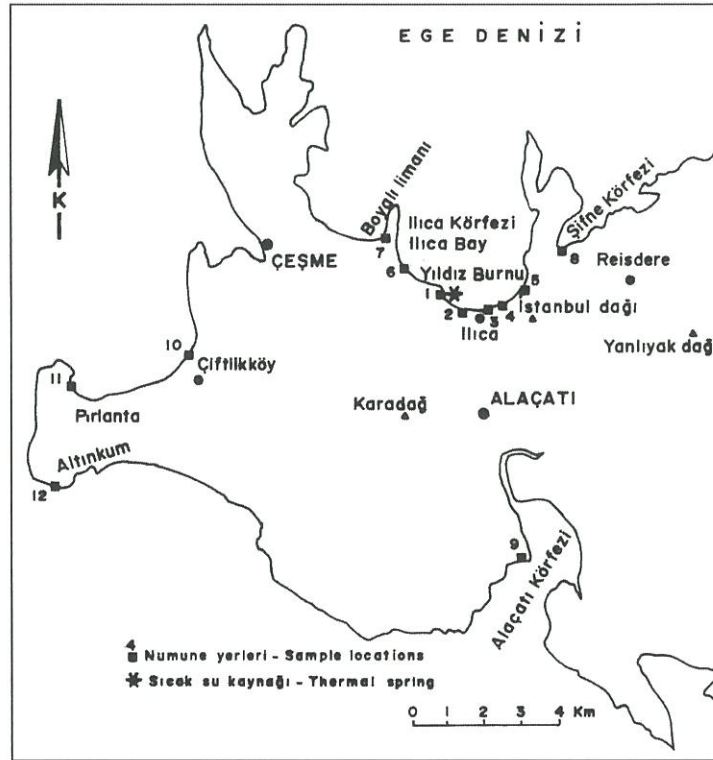 EGE DENİZİ
K
Boyalı limanı
Ilıca Körfezi
Ilıca Bay
Şifne Körfezi
7
8
ÇEŞME
6
Yıldız Burnu
5
Reisdere
1
2
3
4
İstanbul dağı
Ilıca
Yanlıyak dağ
10
Çiftlikköy
11
Pırlanta
Karadağ
ALAÇATI
Altınkum
12
9
Alaçatı Körfezi
4
Numune yerleri - Sample locations
Sıcak su kaynağı - Thermal spring
0 1 2 3 4 Km